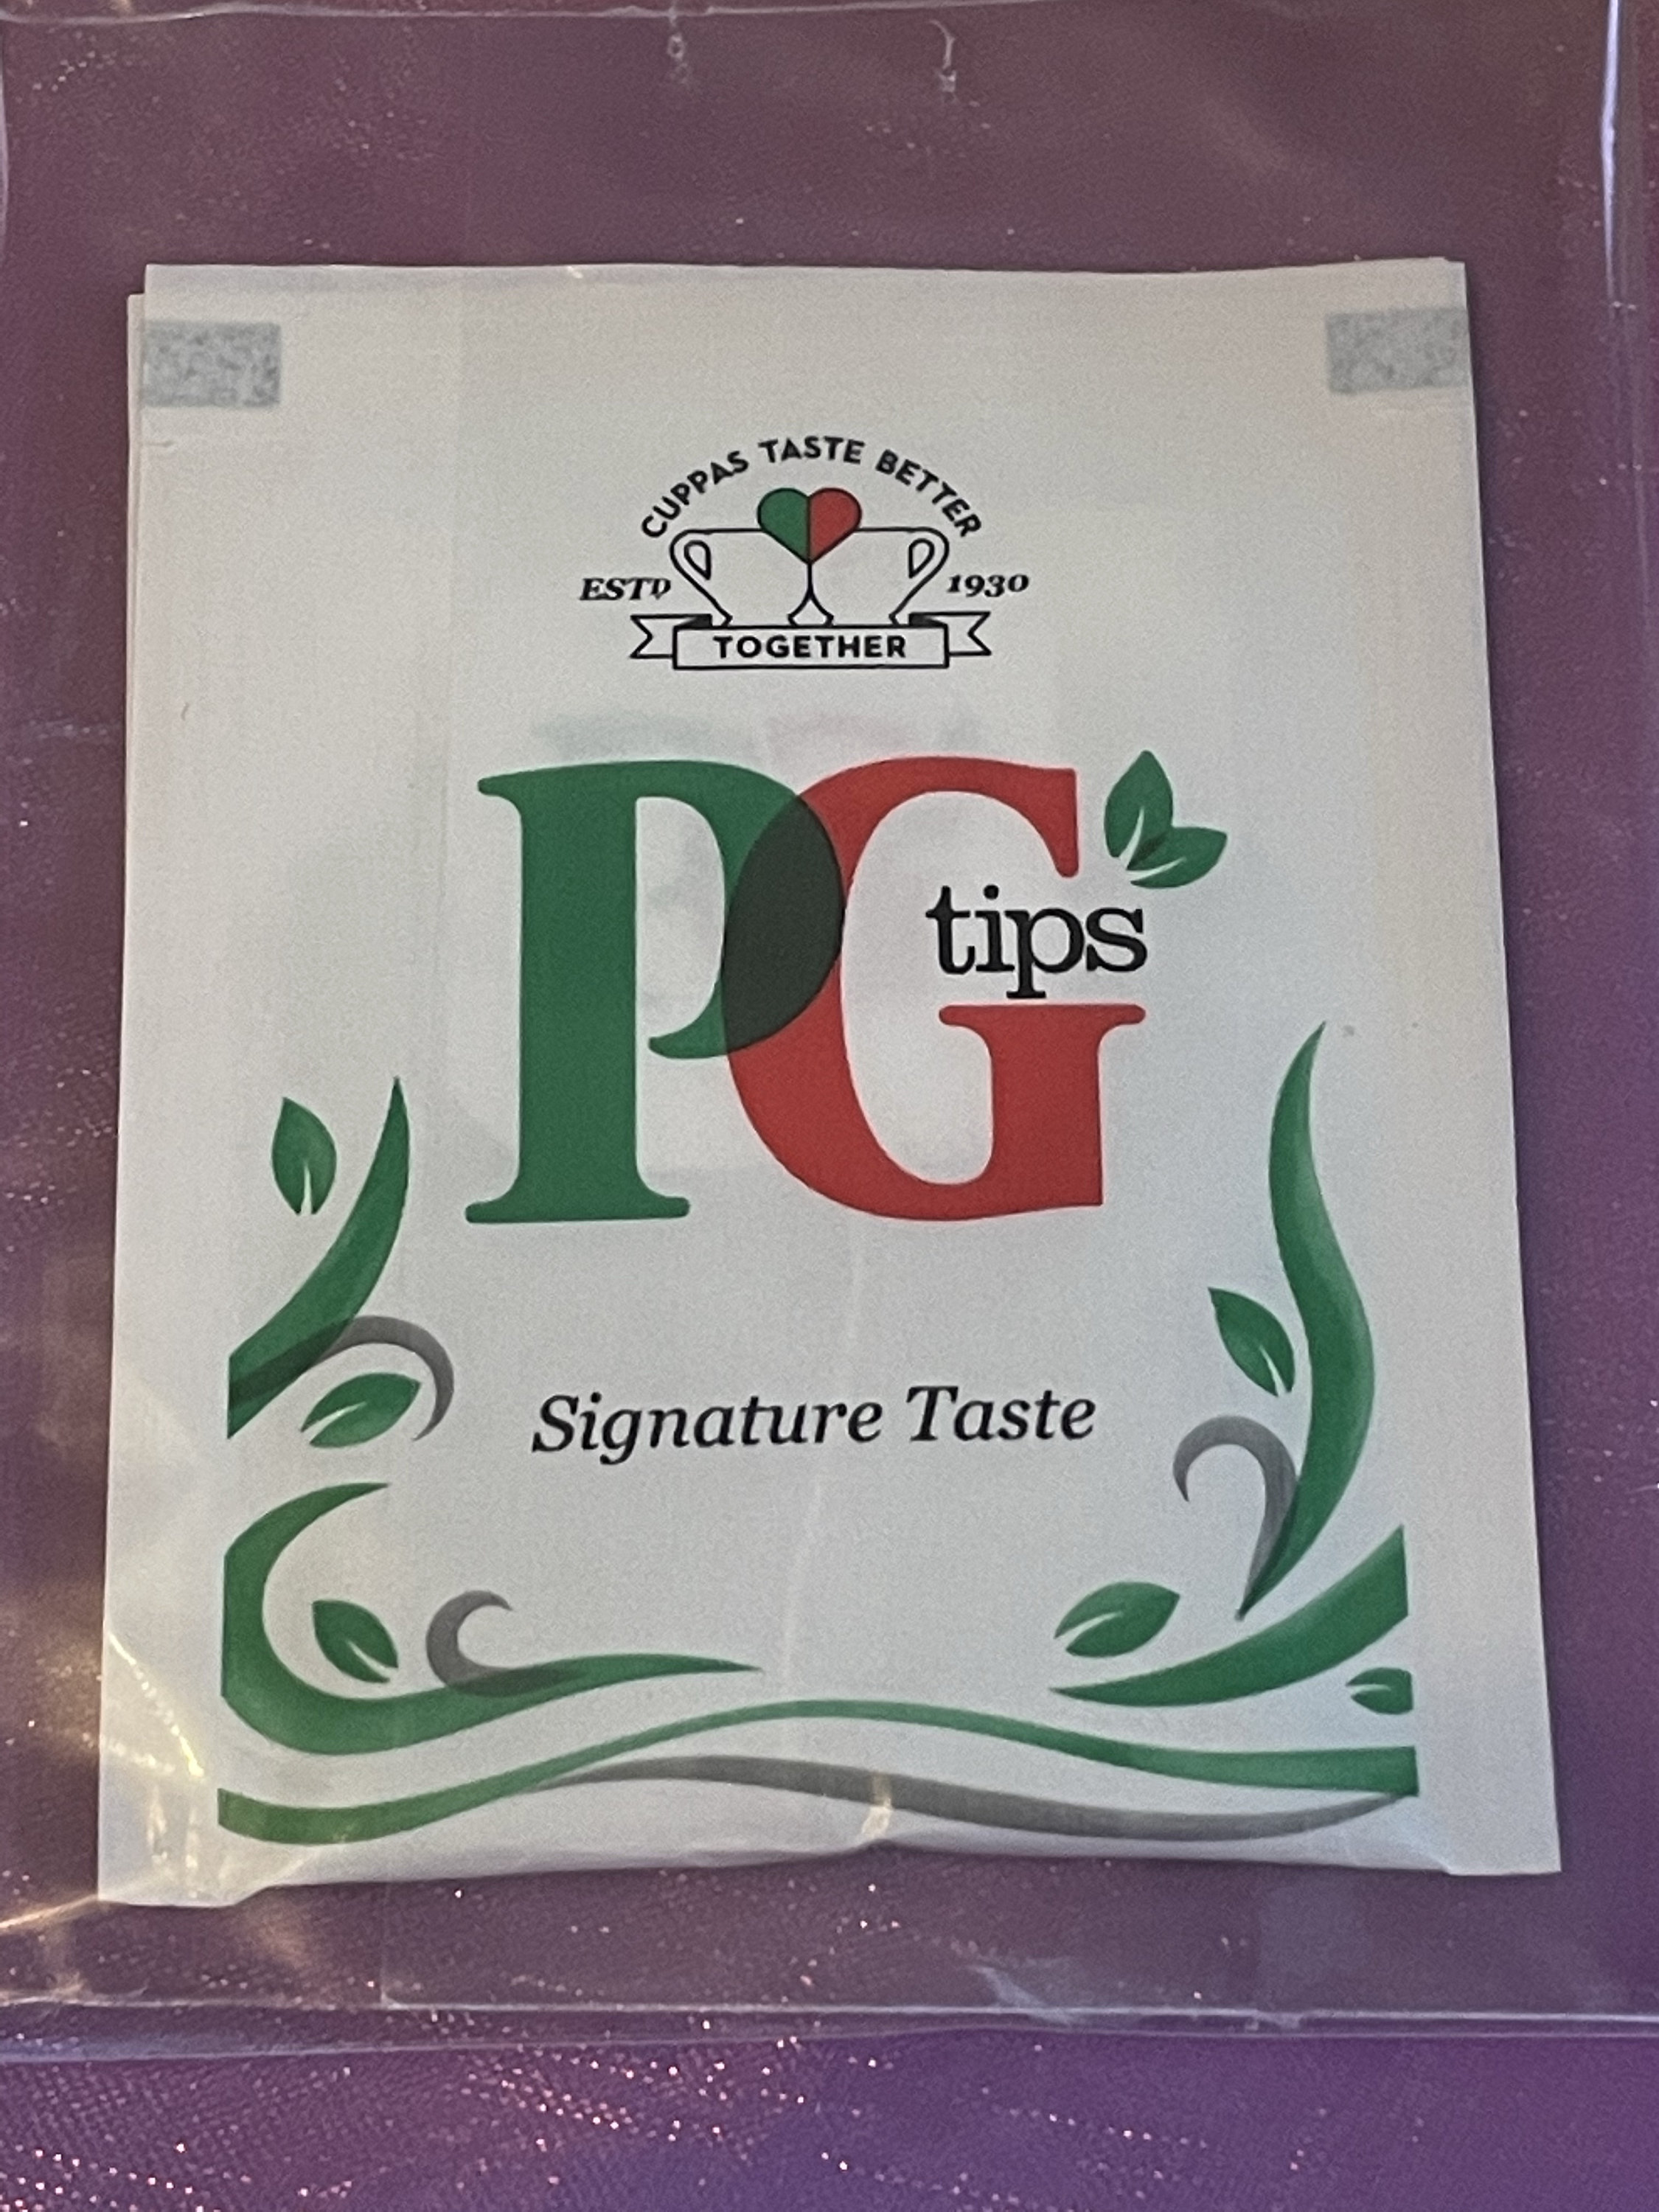 CUPPAS TASTE BETTER
ESTD 1930
TOGETHER
PG
tips
Signature Taste